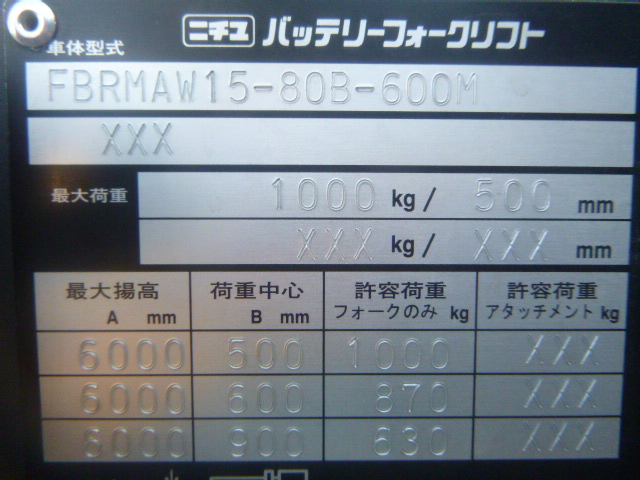 ニチユ バッテリーフォークリフト
車体型式
FBRMAW15-80B-600M
XXX
最大荷重 1000 kg / 500 mm
XXX kg / XXX mm
最大揚高 荷重中心 許容荷重 許容荷重
A mm B mm フォークのみ kg アタッチメント kg
6000 500 1000 XXX
6000 600 870 XXX
6000 900 630 XXX